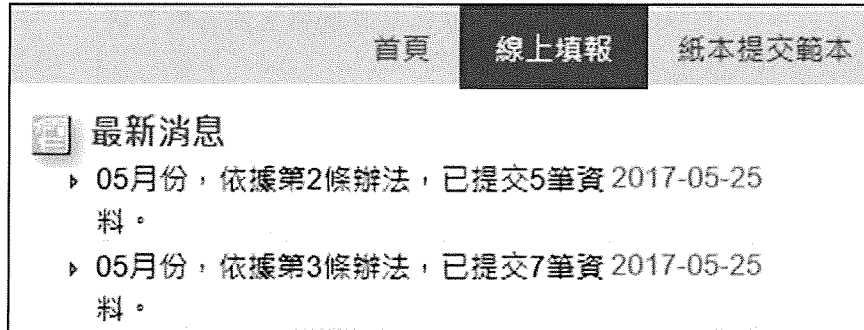 首頁 線上填報 紙本提交範本
最新消息
05月份，依據第2條辦法，已提交5筆資 2017-05-25
料。
05月份，依據第3條辦法，已提交7筆資 2017-05-25
料。